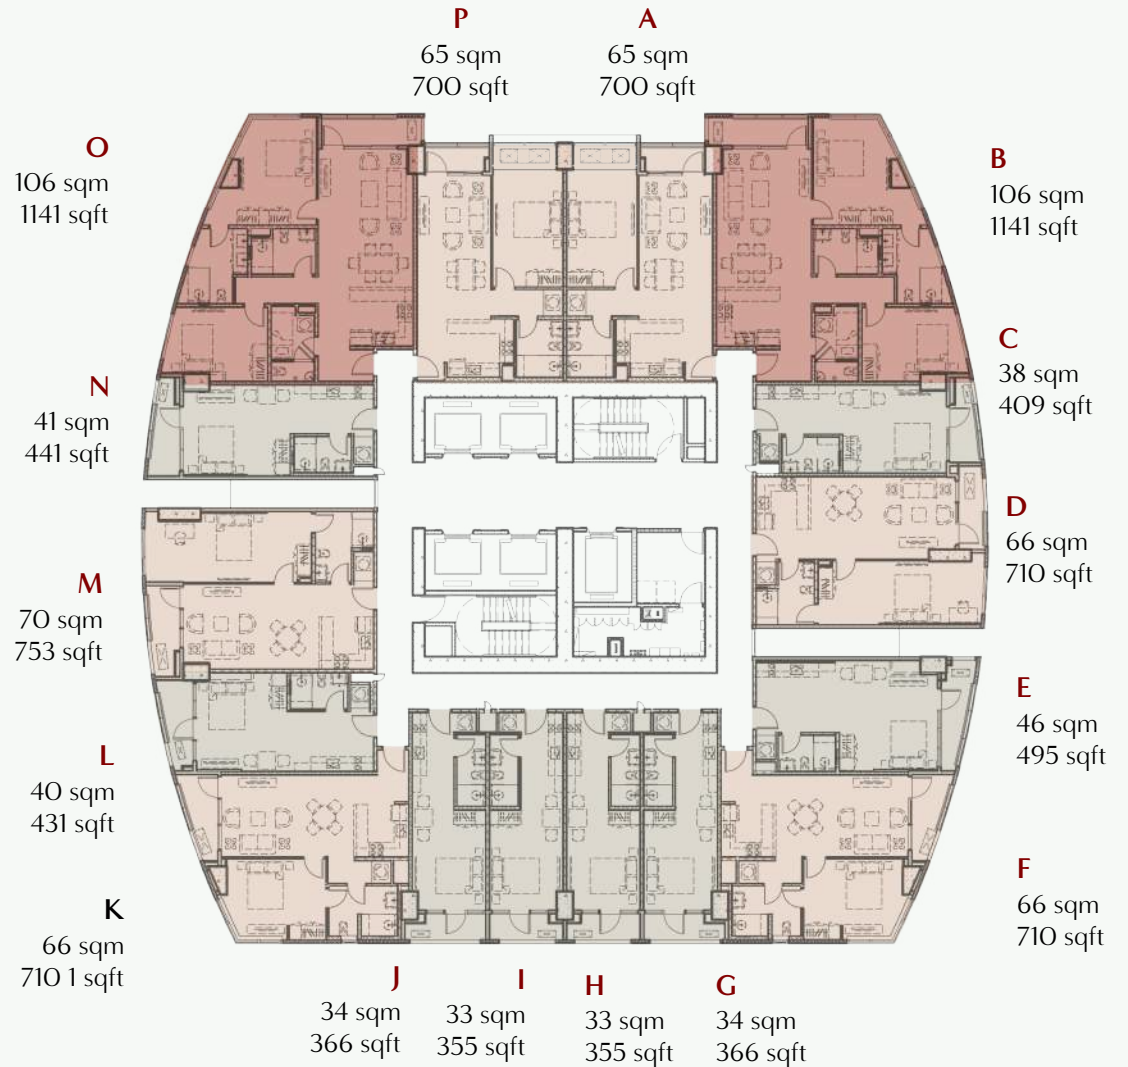 P
65 sqm
700 sqft
A
65 sqm
700 sqft
O
106 sqm
1141 sqft
B
106 sqm
1141 sqft
N
41 sqm
441 sqft
C
38 sqm
409 sqft
D
66 sqm
710 sqft
M
70 sqm
753 sqft
E
46 sqm
495 sqft
L
40 sqm
431 sqft
F
66 sqm
710 sqft
K
66 sqm
710 1 sqft
J
34 sqm
366 sqft
I
33 sqm
355 sqft
H
33 sqm
355 sqft
G
34 sqm
366 sqft